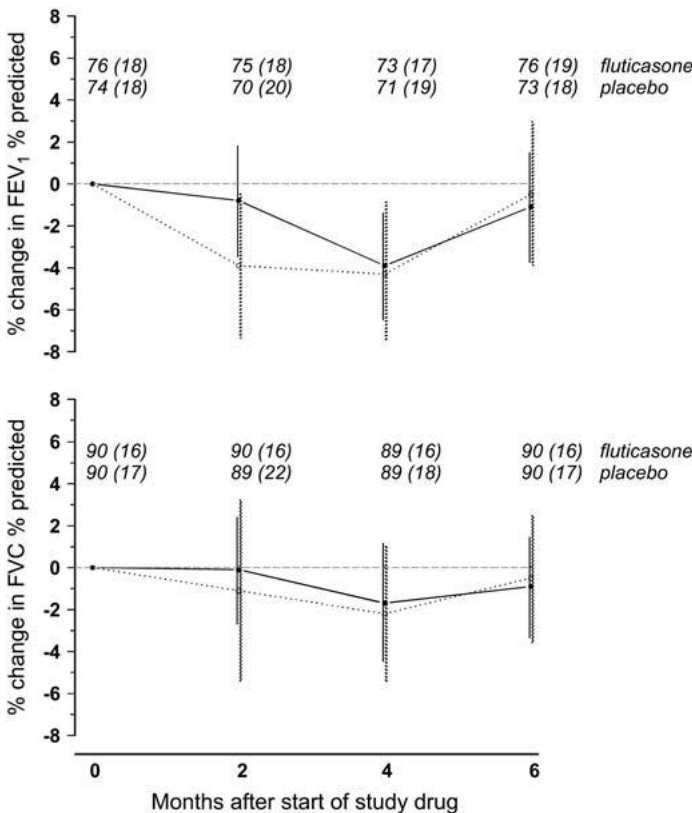 8
76 (18) 75 (18) 73 (17) 76 (19) fluticasone
6
74 (18) 70 (20) 71 (19) 73 (18) placebo
4
2
0
-2
-4
-6
-8
% change in FEV1 % predicted
8
6
90 (16) 90 (16) 89 (16) 90 (16) fluticasone
90 (17) 89 (22) 89 (18) 90 (17) placebo
4
2
0
-2
-4
-6
-8
% change in FVC % predicted
0 2 4 6
Months after start of study drug